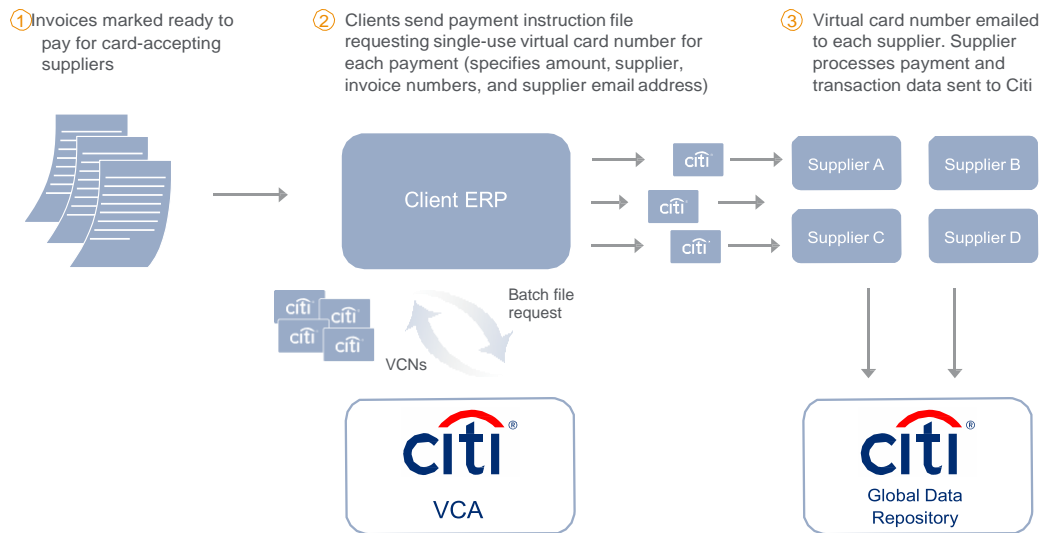 1 Invoices marked ready to
pay for card-accepting
suppliers
2 Clients send payment instruction file
requesting single-use virtual card number for
each payment (specifies amount, supplier,
invoice numbers, and supplier email address)
3 Virtual card number emailed
to each supplier. Supplier
processes payment and
transaction data sent to Citi
Client ERP
citi
citi
citi
Supplier A
Supplier B
Supplier C
Supplier D
citi
citi
citi
citi
VCNs
Batch file
request
citi®
VCA
citi®
Global Data
Repository